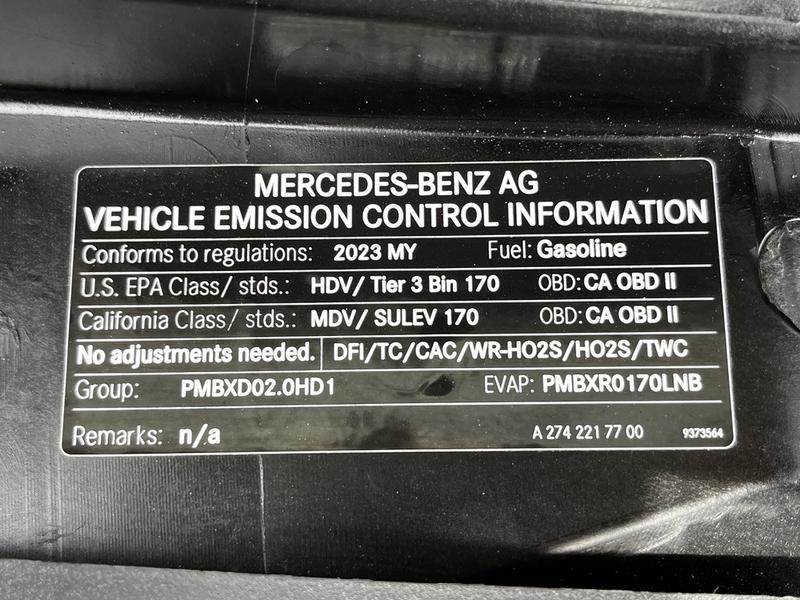 MERCEDES-BENZ AG
VEHICLE EMISSION CONTROL INFORMATION
Conforms to regulations: 2023 MY Fuel: Gasoline
U.S. EPA Class/ stds.: HDV/ Tier 3 Bin 170 OBD: CA OBD II
California Class/ stds.: MDV/ SULEV 170 OBD: CA OBD II
No adjustments needed. DFI/TC/CAC/WR-HO2S/HO2S/TWC
Group: PMBXD02.0HD1 EVAP: PMBXR0170LNB
Remarks: n/a A 274 221 77 00 9373564